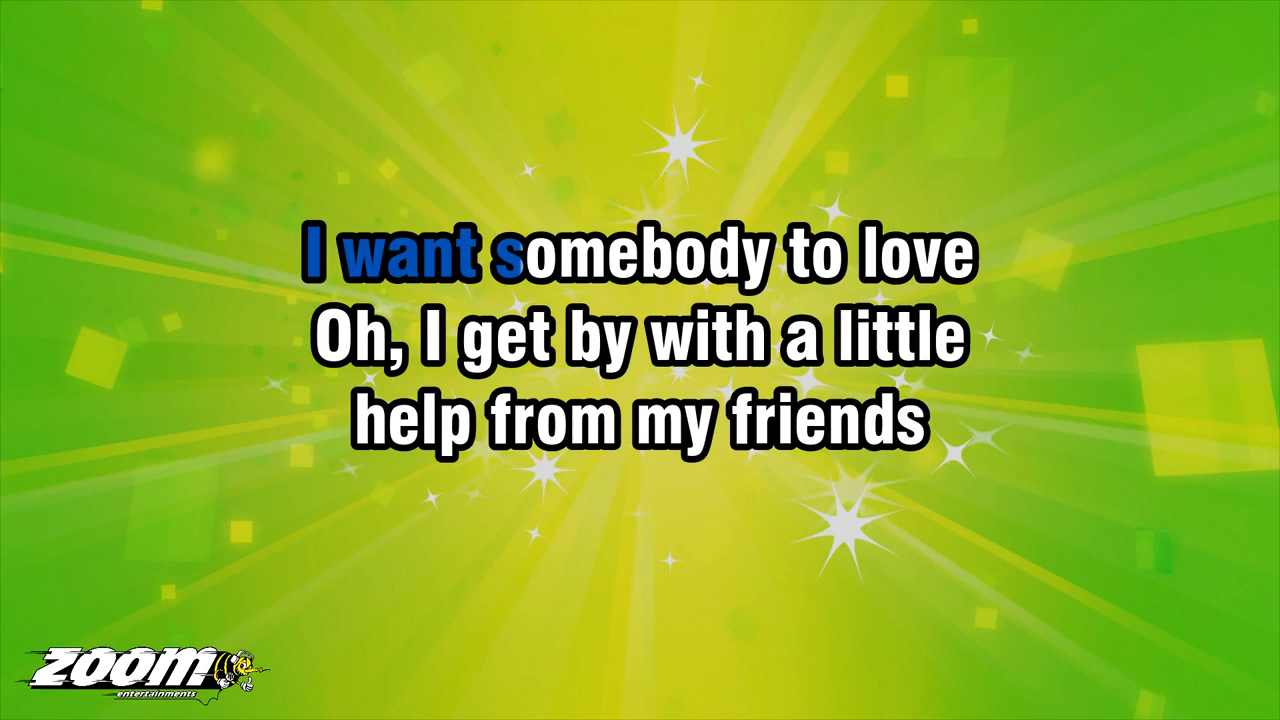 I want somebody to love
Oh, I get by with a little
help from my friends
zoom
entertainments